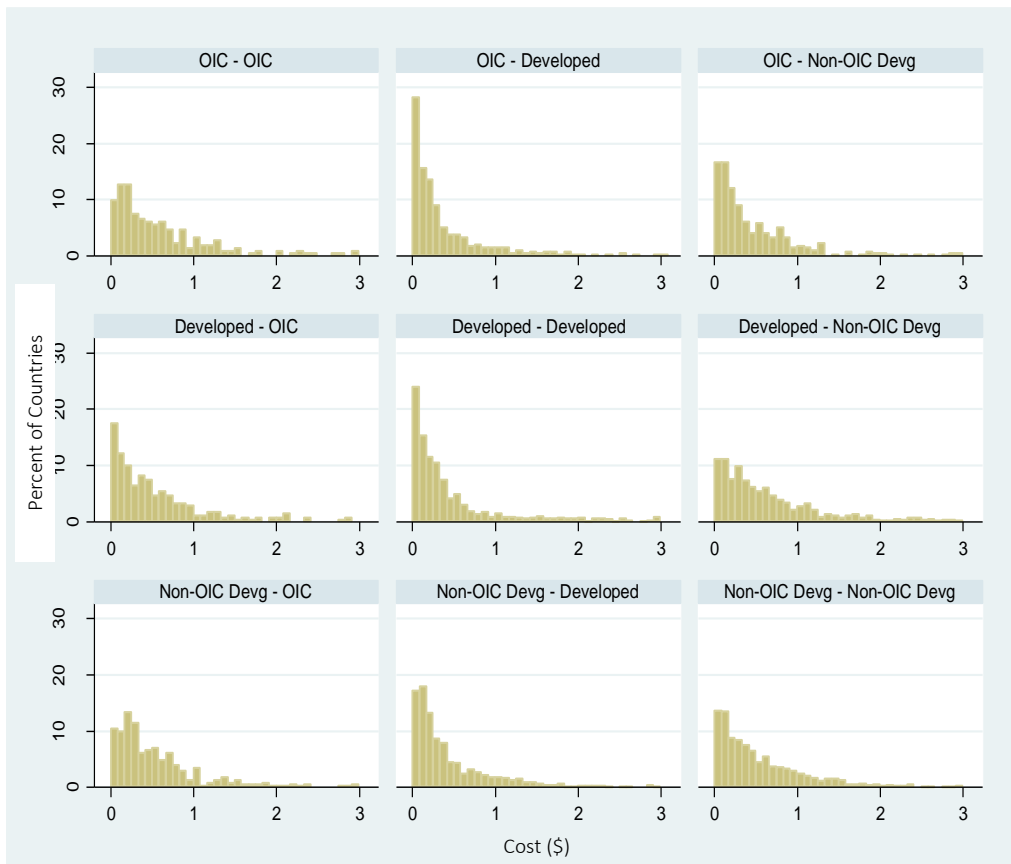 OIC - OIC
OIC - Developed
OIC - Non-OIC Devg
30
20
10
0
0 1 2 3
0 1 2 3
0 1 2 3
Developed - OIC
Developed - Developed
Developed - Non-OIC Devg
30
20
10
0
0 1 2 3
0 1 2 3
0 1 2 3
Non-OIC Devg - OIC
Non-OIC Devg - Developed
Non-OIC Devg - Non-OIC Devg
30
20
10
0
0 1 2 3
0 1 2 3
0 1 2 3
Percent of Countries
Cost ($)